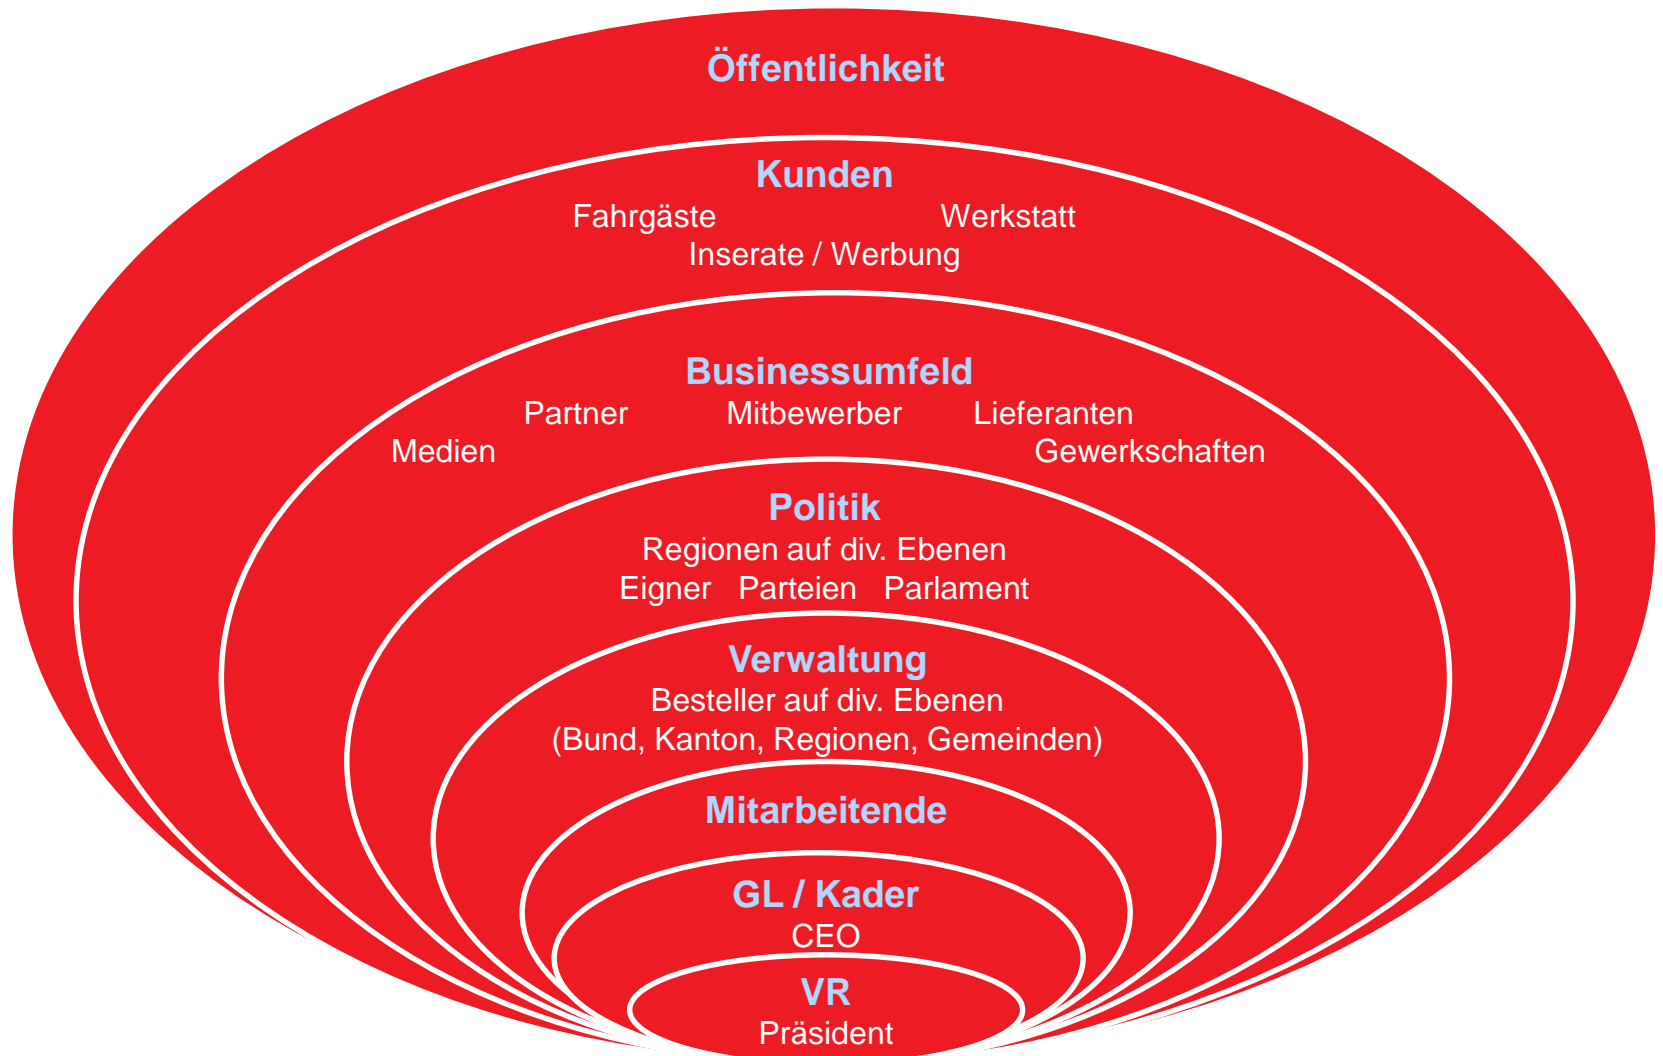 Öffentlichkeit
Kunden
Fahrgäste Werkstatt
Inserate / Werbung
Businessumfeld
Partner Mitbewerber Lieferanten
Medien Gewerkschaften
Politik
Regionen auf div. Ebenen
Eigner Parteien Parlament
Verwaltung
Besteller auf div. Ebenen
(Bund, Kanton, Regionen, Gemeinden)
Mitarbeitende
GL / Kader
CEO
VR
Präsident